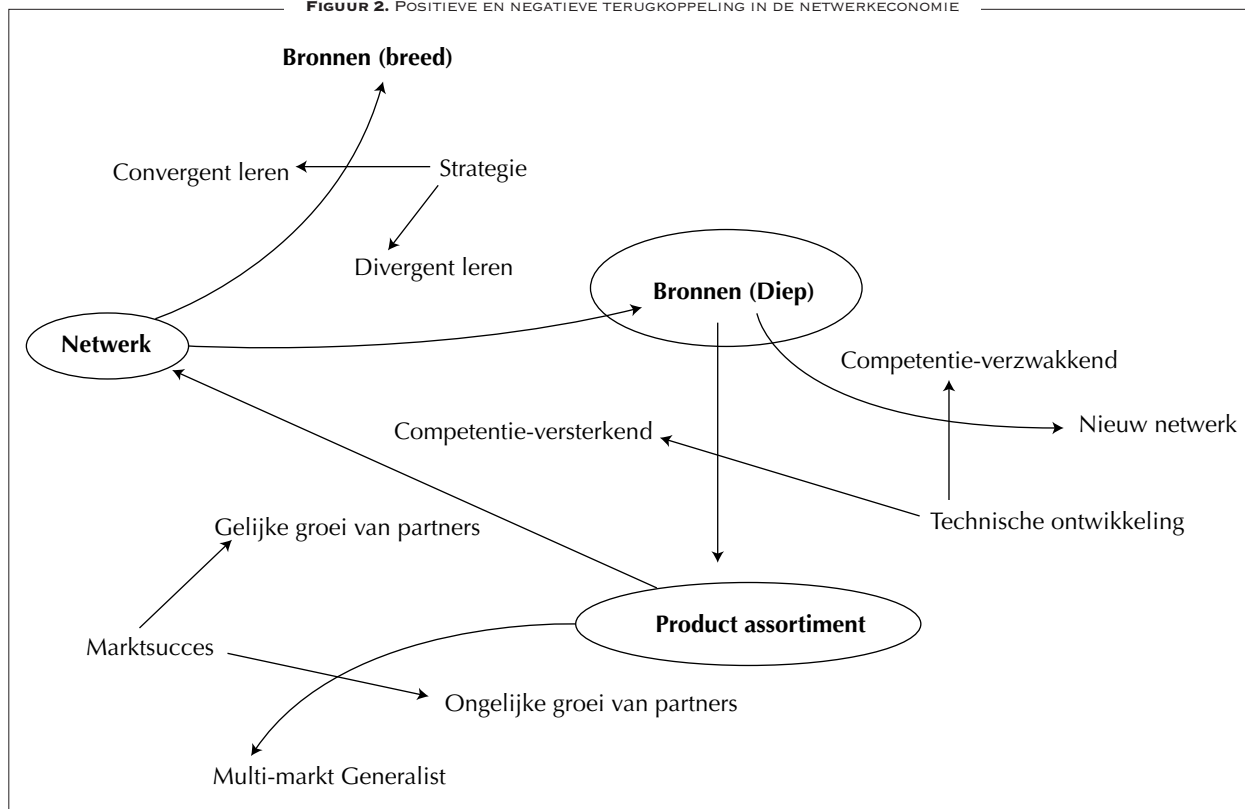 FIGUUR 2. POSITIEVE EN NEGATIEVE TERUGKOPPELING IN DE NETWERKECONOMIE
Bronnen (breed)
Convergent leren
Strategie
Divergent leren
Bronnen (Diep)
Netwerk
Competentie-verzwakkend
Competentie-versterkend
Nieuw netwerk
Gelijke groei van partners
Technische ontwikkeling
Product assortiment
Marktsucces
Ongelijke groei van partners
Multi-markt Generalist